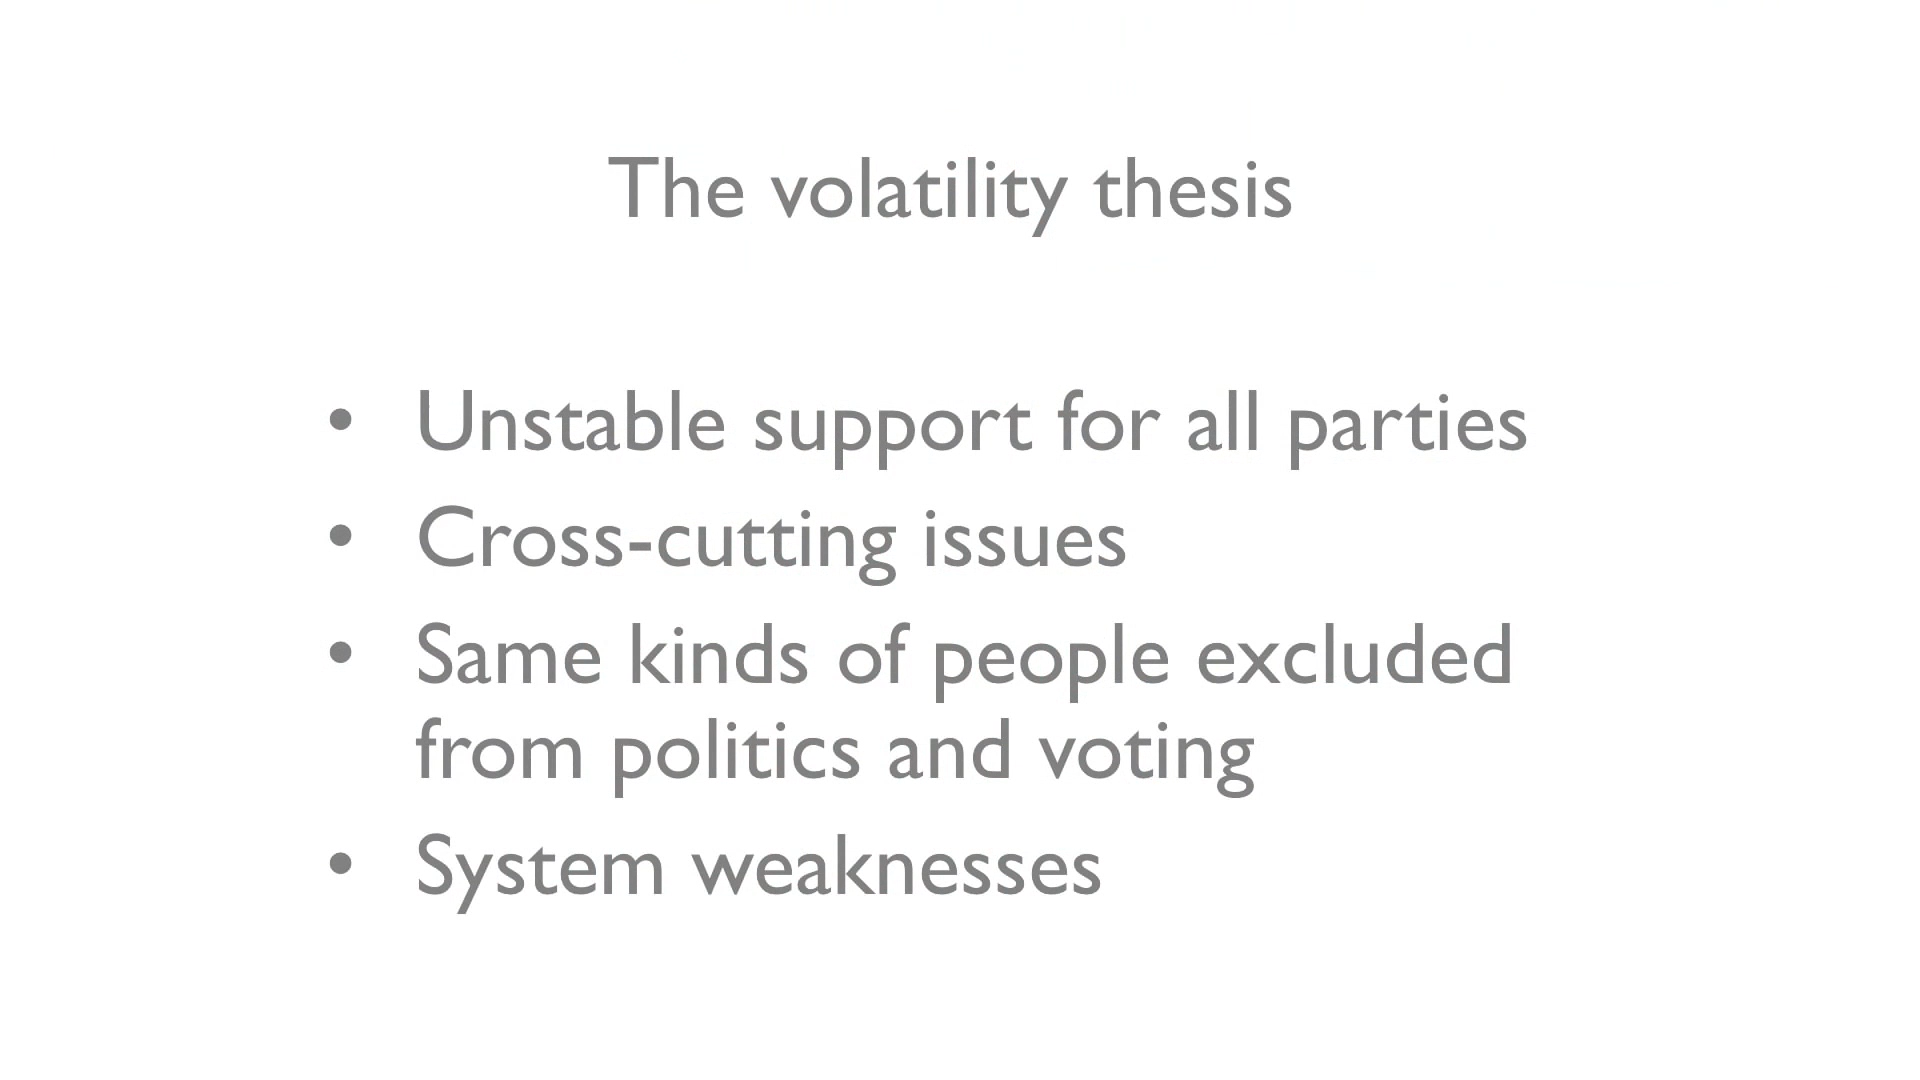 The volatility thesis
• Unstable support for all parties
• Cross-cutting issues
• Same kinds of people excluded
from politics and voting
• System weaknesses